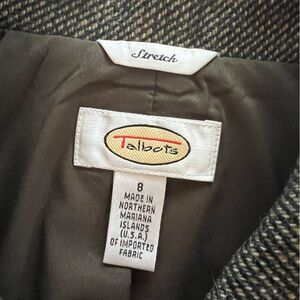 Stretch
Talbots
8
MADE IN
NORTHERN
MARIANA
ISLANDS
(U.S.A.)
OF IMPORTED
FABRIC